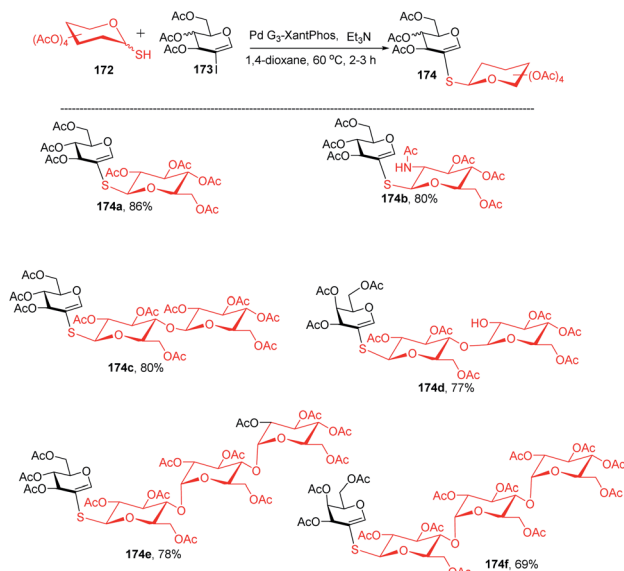 (AcO)4
O
SH
172
+
AcO
AcO
AcO
O
173
I
Pd G3-XantPhos, Et3N
1,4-dioxane, 60 °C, 2-3 h
AcO
AcO
AcO
O
S
O
(OAc)4
174
AcO
AcO
AcO
O
S
AcO
OAc
OAc
O
OAc
174a, 86%
AcO
AcO
AcO
O
S
Ac
HN
OAc
OAc
O
OAc
174b, 80%
AcO
AcO
AcO
O
S
AcO
OAc
O
O
OAc
AcO
OAc
OAc
O
OAc
174c, 80%
AcO
OAc
AcO
O
S
AcO
OAc
O
O
OAc
HO
OAc
OAc
O
OAc
174d, 77%
AcO
AcO
AcO
O
S
AcO
OAc
O
O
OAc
AcO
OAc
O
O
OAc
AcO
OAc
OAc
O
OAc
174e, 78%
AcO
OAc
AcO
O
S
AcO
OAc
O
O
OAc
AcO
OAc
O
O
OAc
AcO
OAc
OAc
O
OAc
174f, 69%